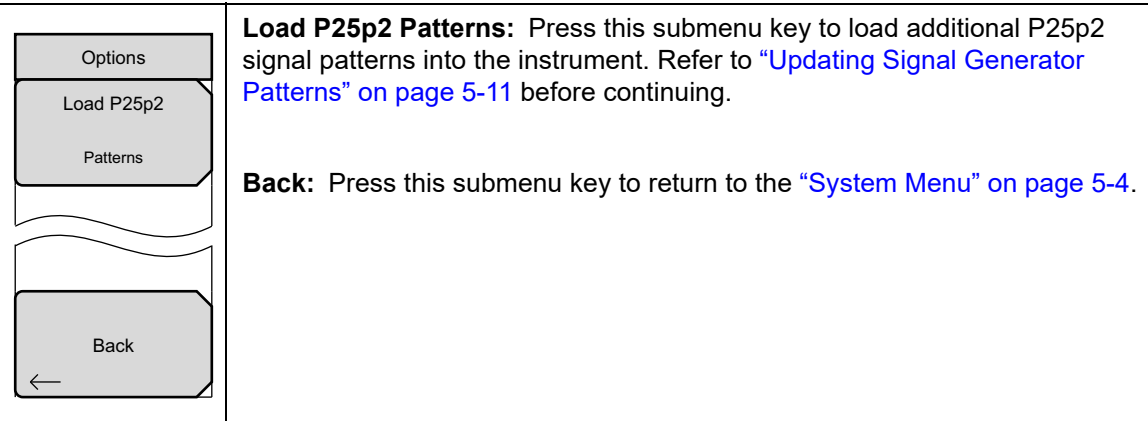 Options
Load P25p2
Patterns
Back
Load P25p2 Patterns: Press this submenu key to load additional P25p2
signal patterns into the instrument. Refer to “Updating Signal Generator
Patterns” on page 5-11 before continuing.
Back: Press this submenu key to return to the “System Menu” on page 5-4.